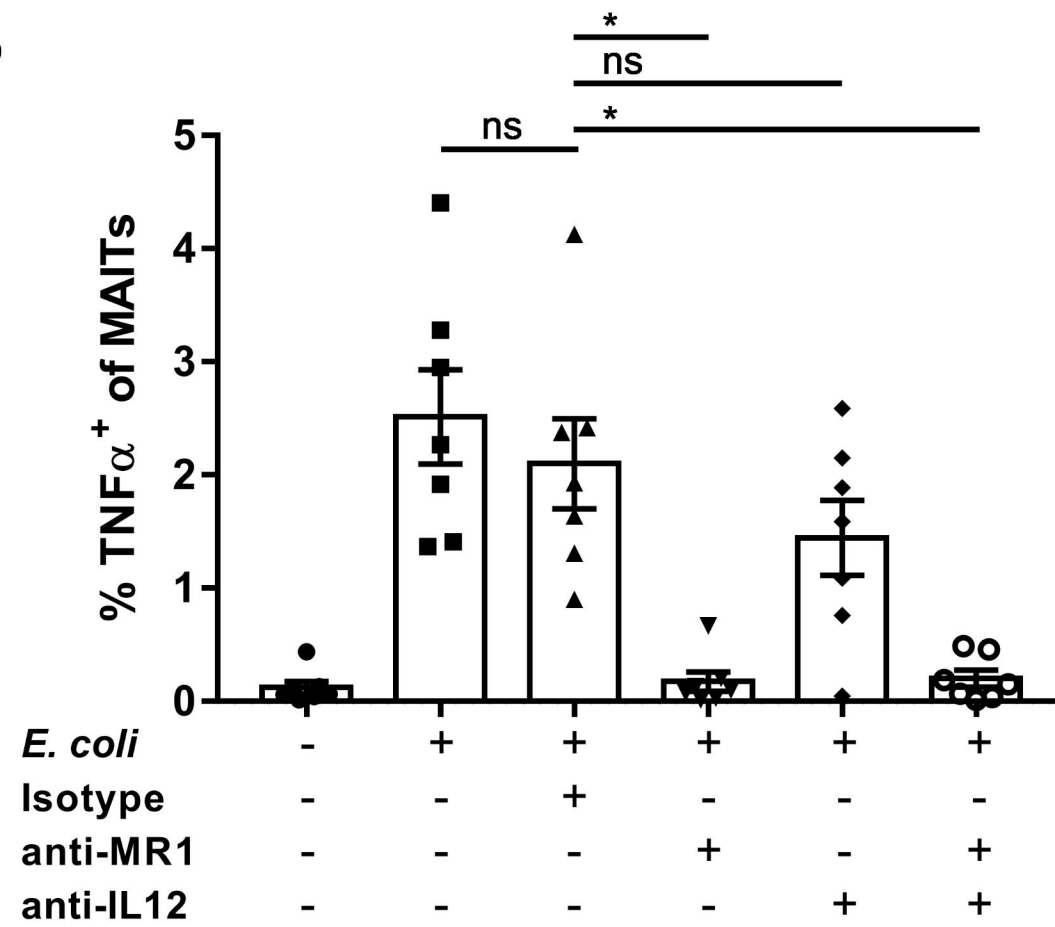 *
ns
*
ns
5
4
3
2
1
0
% TNFα+ of MAITs
E. coli - + + + + +
Isotype - - + - - -
anti-MR1 - - - + - +
anti-IL12 - - - - + +